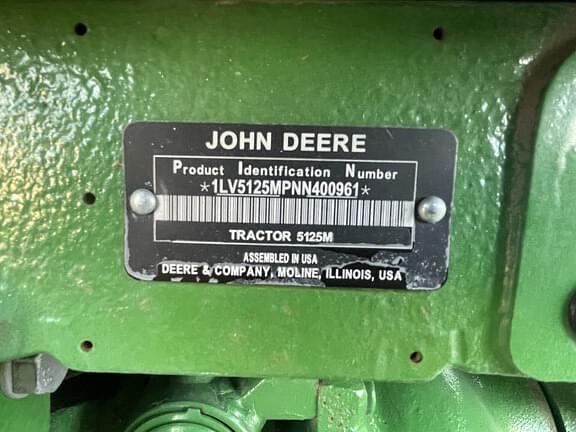 JOHN DEERE
Product Identification Number
*1LV5125MPNN400961*
TRACTOR 5125M
ASSEMBLED IN USA
DEERE & COMPANY, MOLINE, ILLINOIS, USA